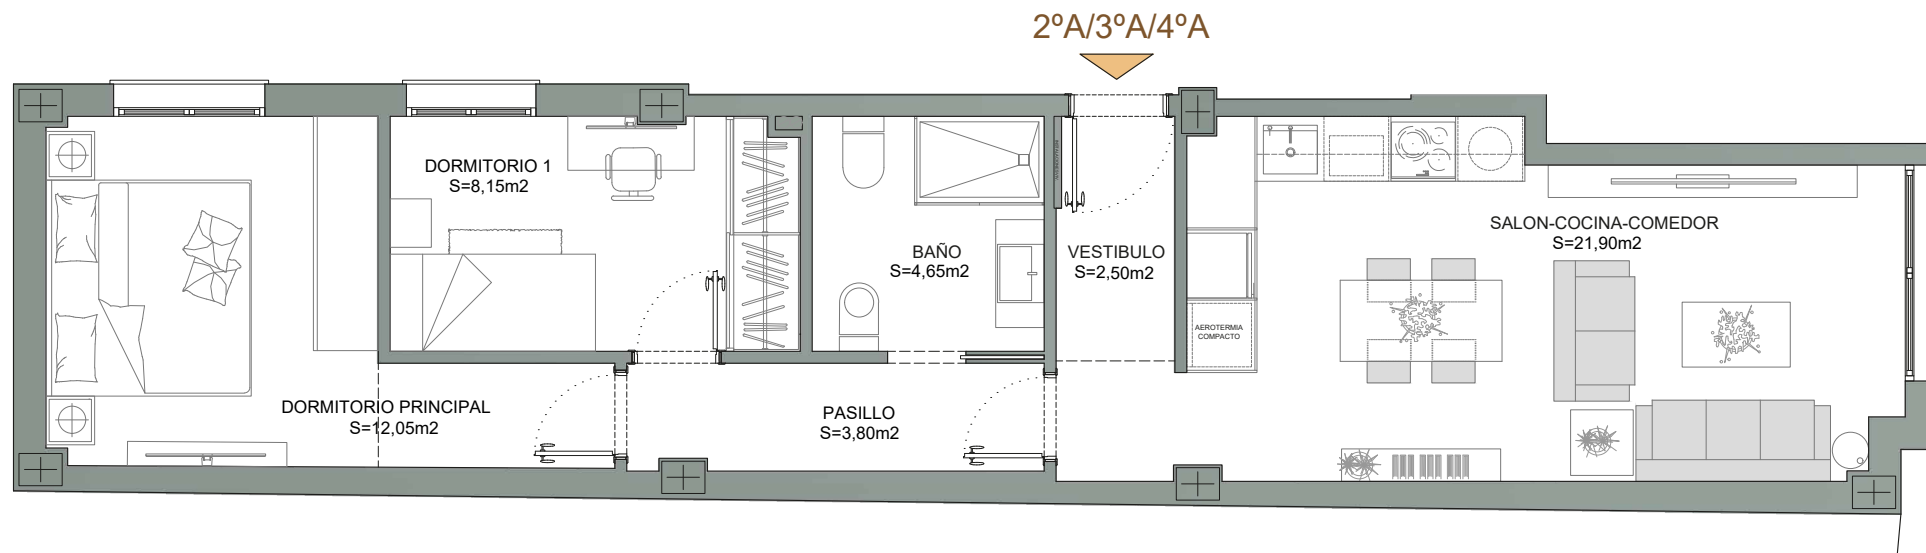 2ºA/3ºA/4ºA
DORMITORIO 1
S=8,15m2
BAÑO
S=4,65m2
VESTIBULO
S=2,50m2
SALON-COCINA-COMEDOR
S=21,90m2
AEROTERMIA
COMPACTO
DORMITORIO PRINCIPAL
S=12,05m2
PASILLO
S=3,80m2